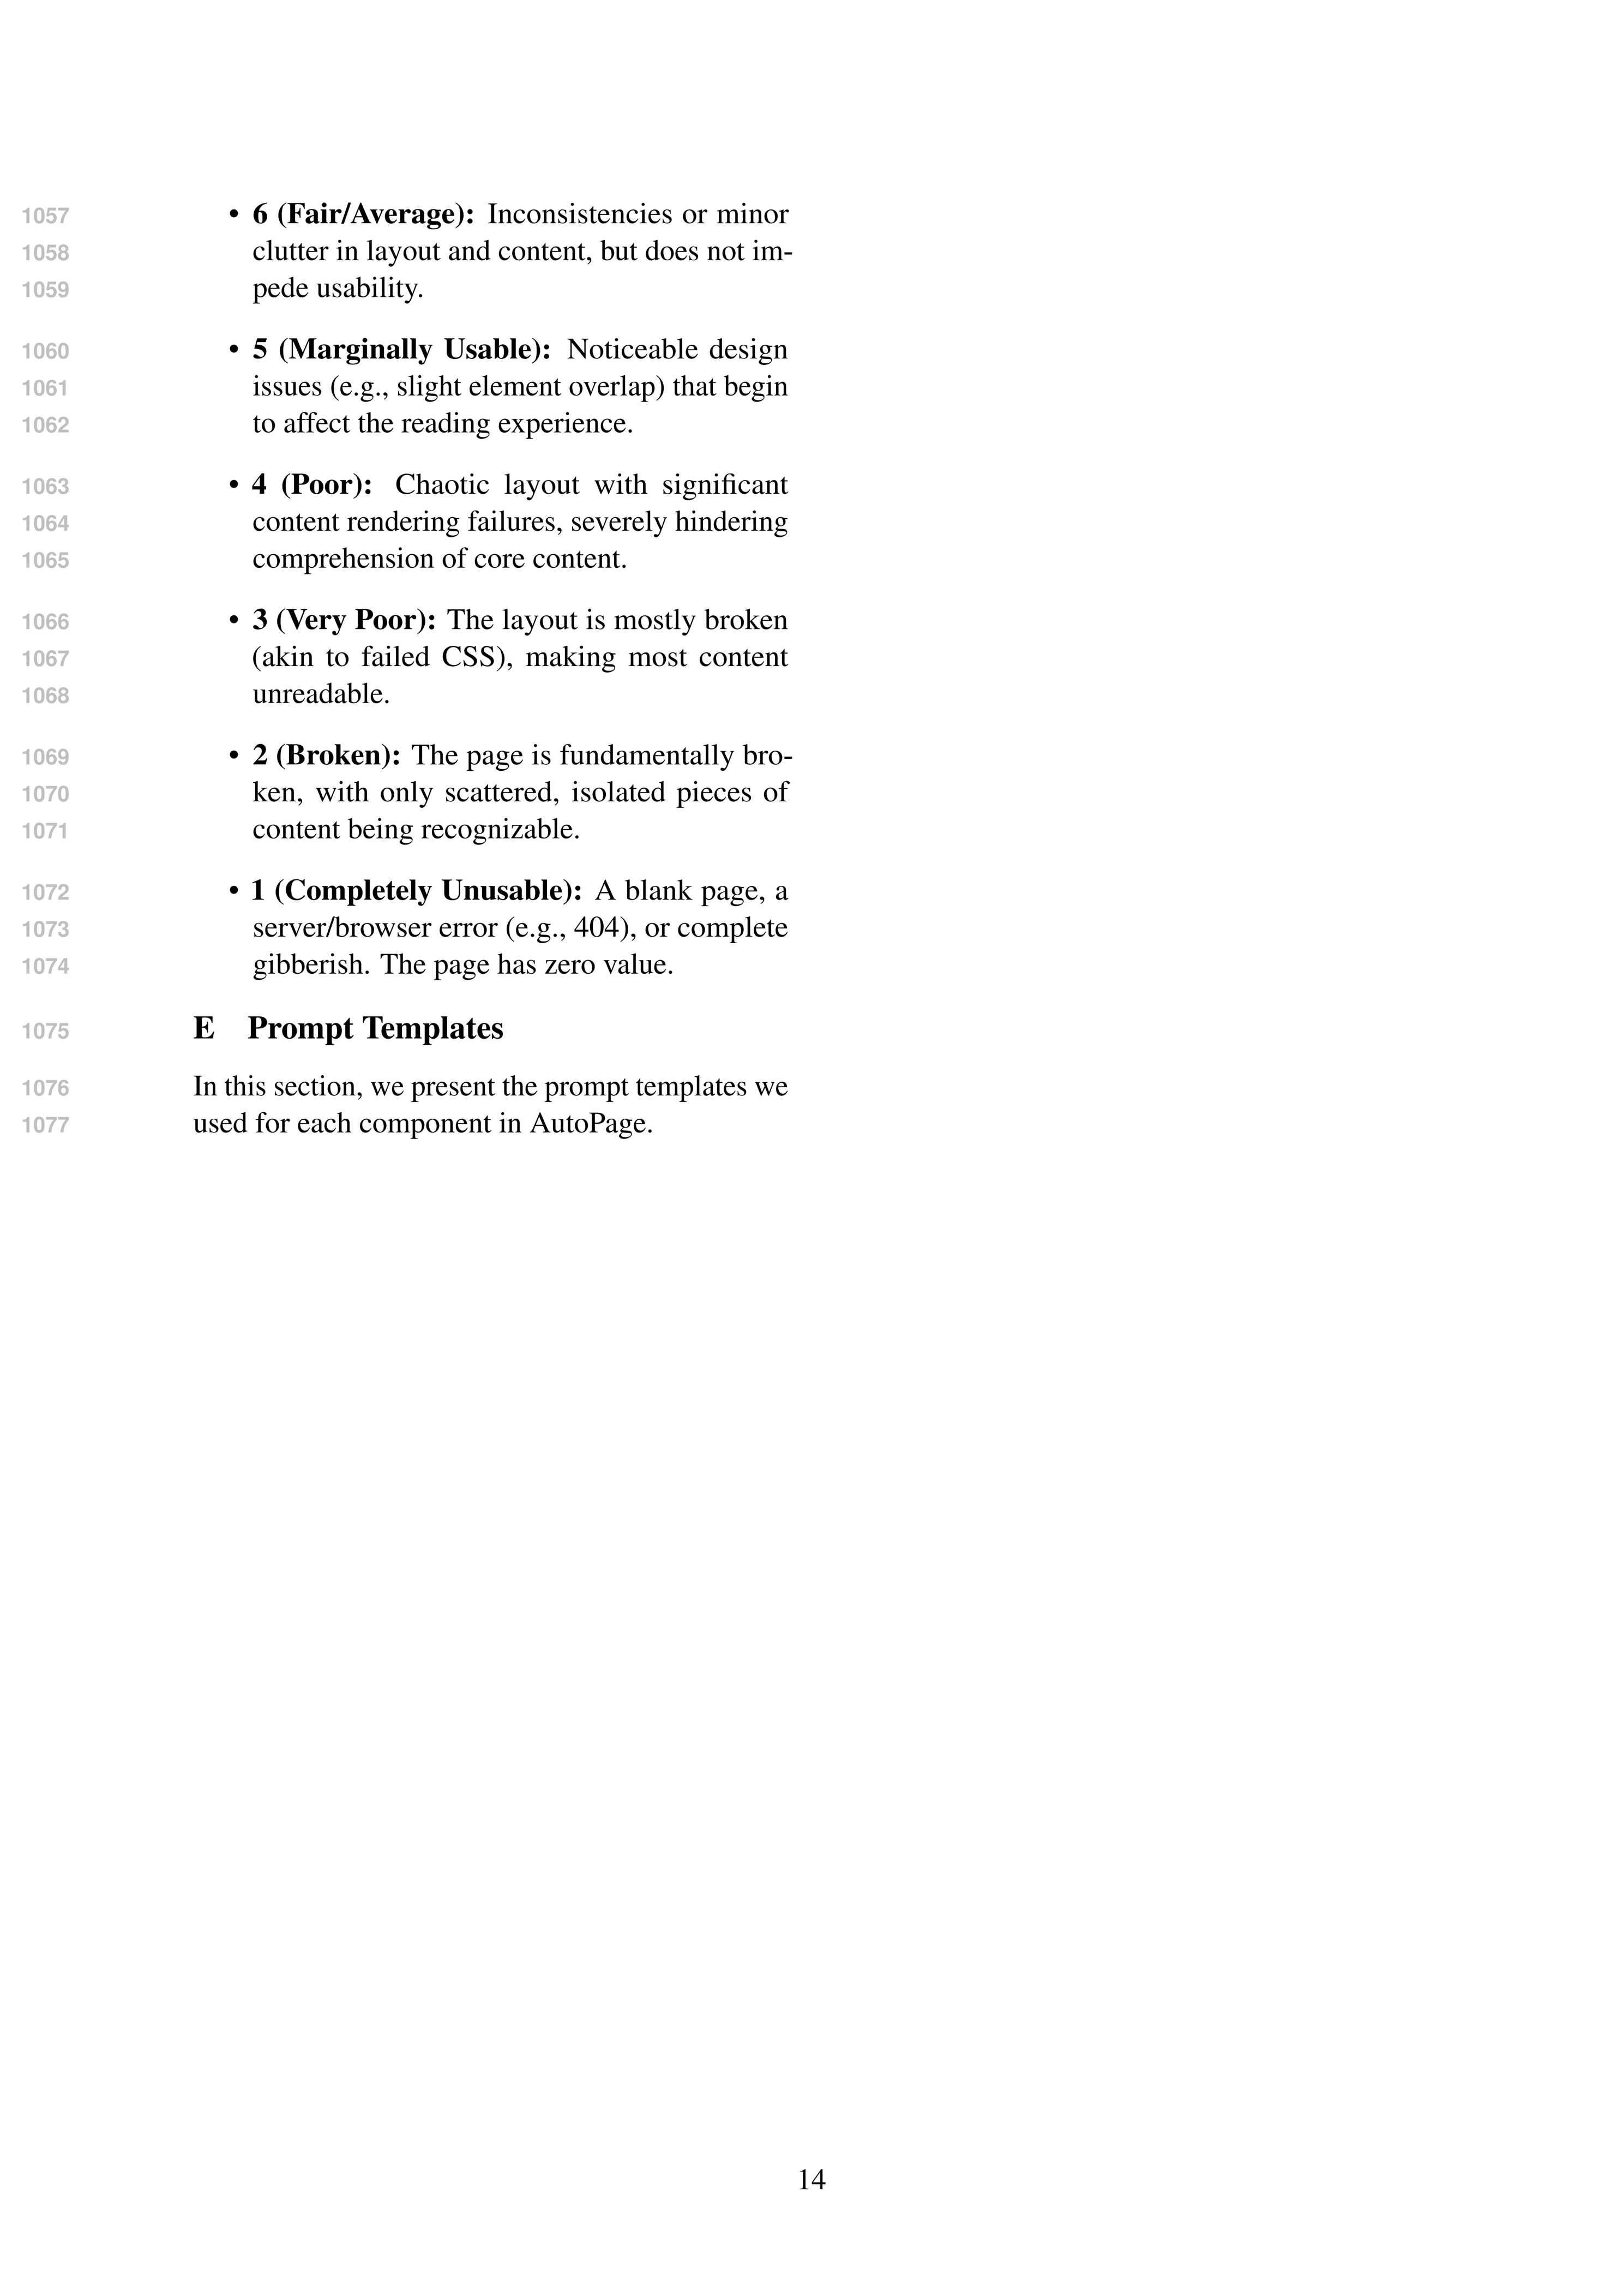 1057 • 6 (Fair/Average): Inconsistencies or minor
1058 clutter in layout and content, but does not im-
1059 pede usability.
1060 • 5 (Marginally Usable): Noticeable design
1061 issues (e.g., slight element overlap) that begin
1062 to affect the reading experience.
1063 • 4 (Poor): Chaotic layout with significant
1064 content rendering failures, severely hindering
1065 comprehension of core content.
1066 • 3 (Very Poor): The layout is mostly broken
1067 (akin to failed CSS), making most content
1068 unreadable.
1069 • 2 (Broken): The page is fundamentally bro-
1070 ken, with only scattered, isolated pieces of
1071 content being recognizable.
1072 • 1 (Completely Unusable): A blank page, a
1073 server/browser error (e.g., 404), or complete
1074 gibberish. The page has zero value.
1075 E Prompt Templates
1076 In this section, we present the prompt templates we
1077 used for each component in AutoPage.
14